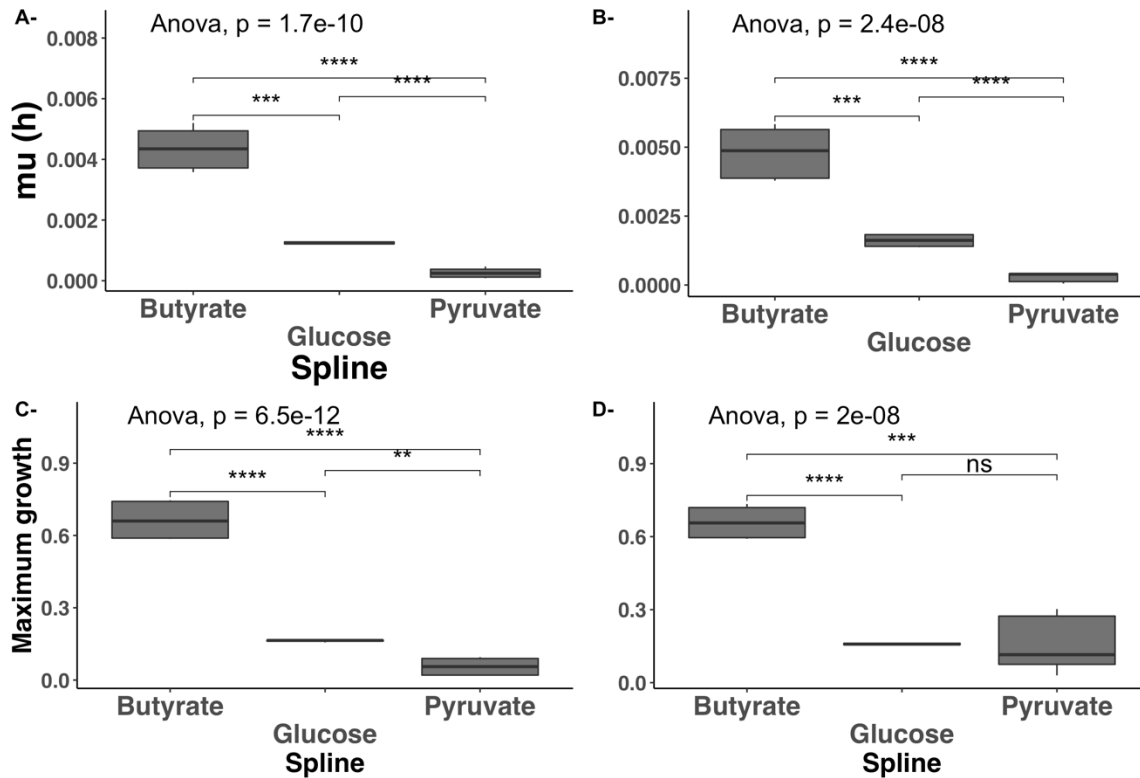 A-
Anova, p = 1.7e-10
0.008
****
****
0.006
***
mu (h)
0.004
0.002
0.000
Butyrate
Pyruvate
Glucose
Spline
B-
Anova, p = 2.4e-08
0.0075
****
****
***
0.0050
0.0025
0.0000
Butyrate
Pyruvate
Glucose
C-
Anova, p = 6.5e-12
****
**
0.9
****
Maximum growth
0.6
0.3
0.0
Butyrate
Pyruvate
Glucose
Spline
D-
Anova, p = 2e-08
***
ns
0.9
****
0.6
0.3
0.0
Butyrate
Pyruvate
Glucose
Spline